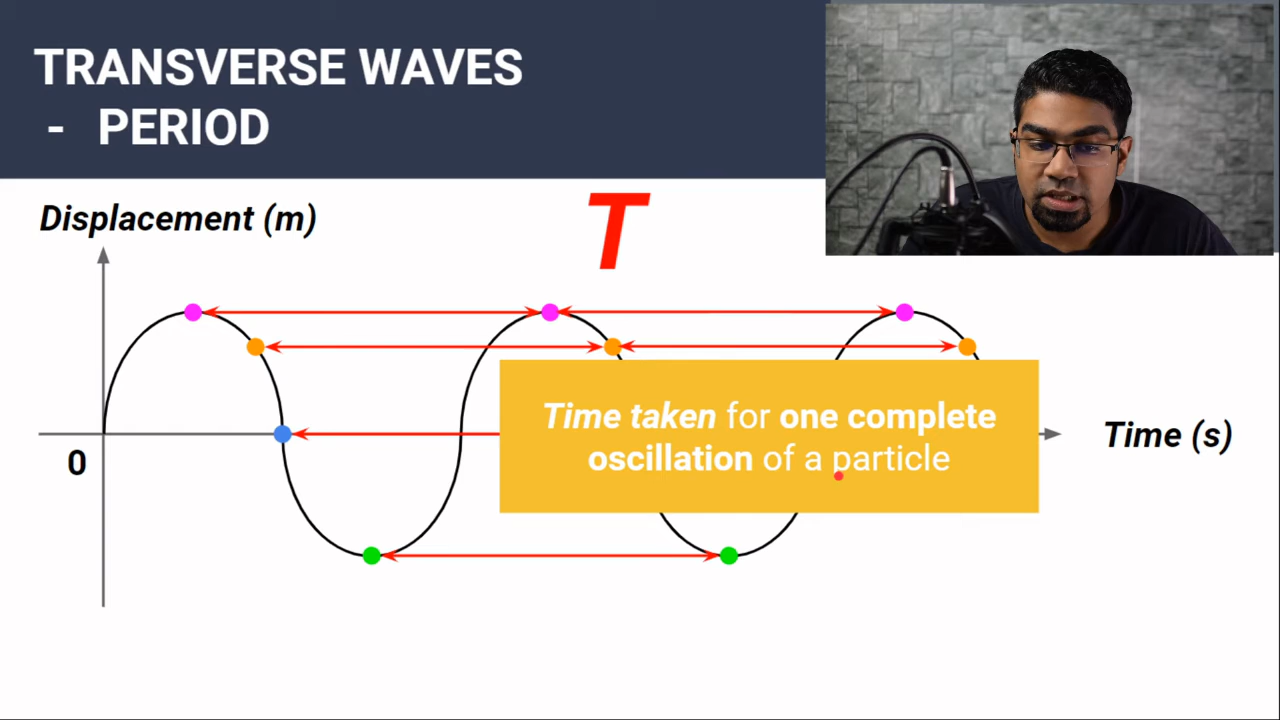 TRANSVERSE WAVES
- PERIOD
Displacement (m)
T
Time taken for one complete
oscillation of a particle
Time (s)
0